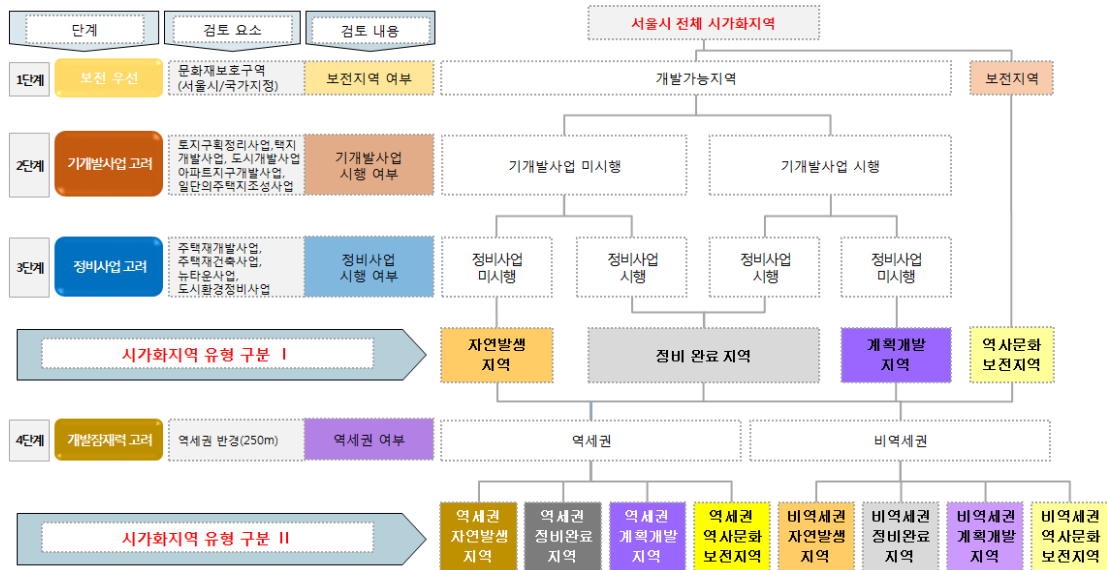 단계
검토 요소
검토 내용
서울시 전체 시가화지역
1단계
보전 우선
문화재보호구역
(서울시/국가지정)
보전지역 여부
개발가능지역
보전지역
2단계
기개발사업 고려
토지구획정리사업,택지
개발사업, 도시개발사업
아파트지구개발사업,
일단의주택지조성사업
기개발사업
시행 여부
기개발사업 미시행
기개발사업 시행
3단계
정비사업 고려
주택재개발사업,
주택재건축사업,
뉴타운사업,
도시환경정비사업
정비사업
시행 여부
정비사업
미시행
정비사업
시행
정비사업
시행
정비사업
미시행
시가화지역 유형 구분 Ⅰ
자연발생
지역
정비 완료 지역
계획개발
지역
역사문화
보전지역
4단계
개발잠재력 고려
역세권 반경(250m)
역세권 여부
역세권
비역세권
시가화지역 유형 구분 Ⅱ
역세권
자연발생
지역
역세권
정비완료
지역
역세권
계획개발
지역
역세권
역사문화
보전지역
비역세권
자연발생
지역
비역세권
정비완료
지역
비역세권
계획개발
지역
비역세권
역사문화
보전지역